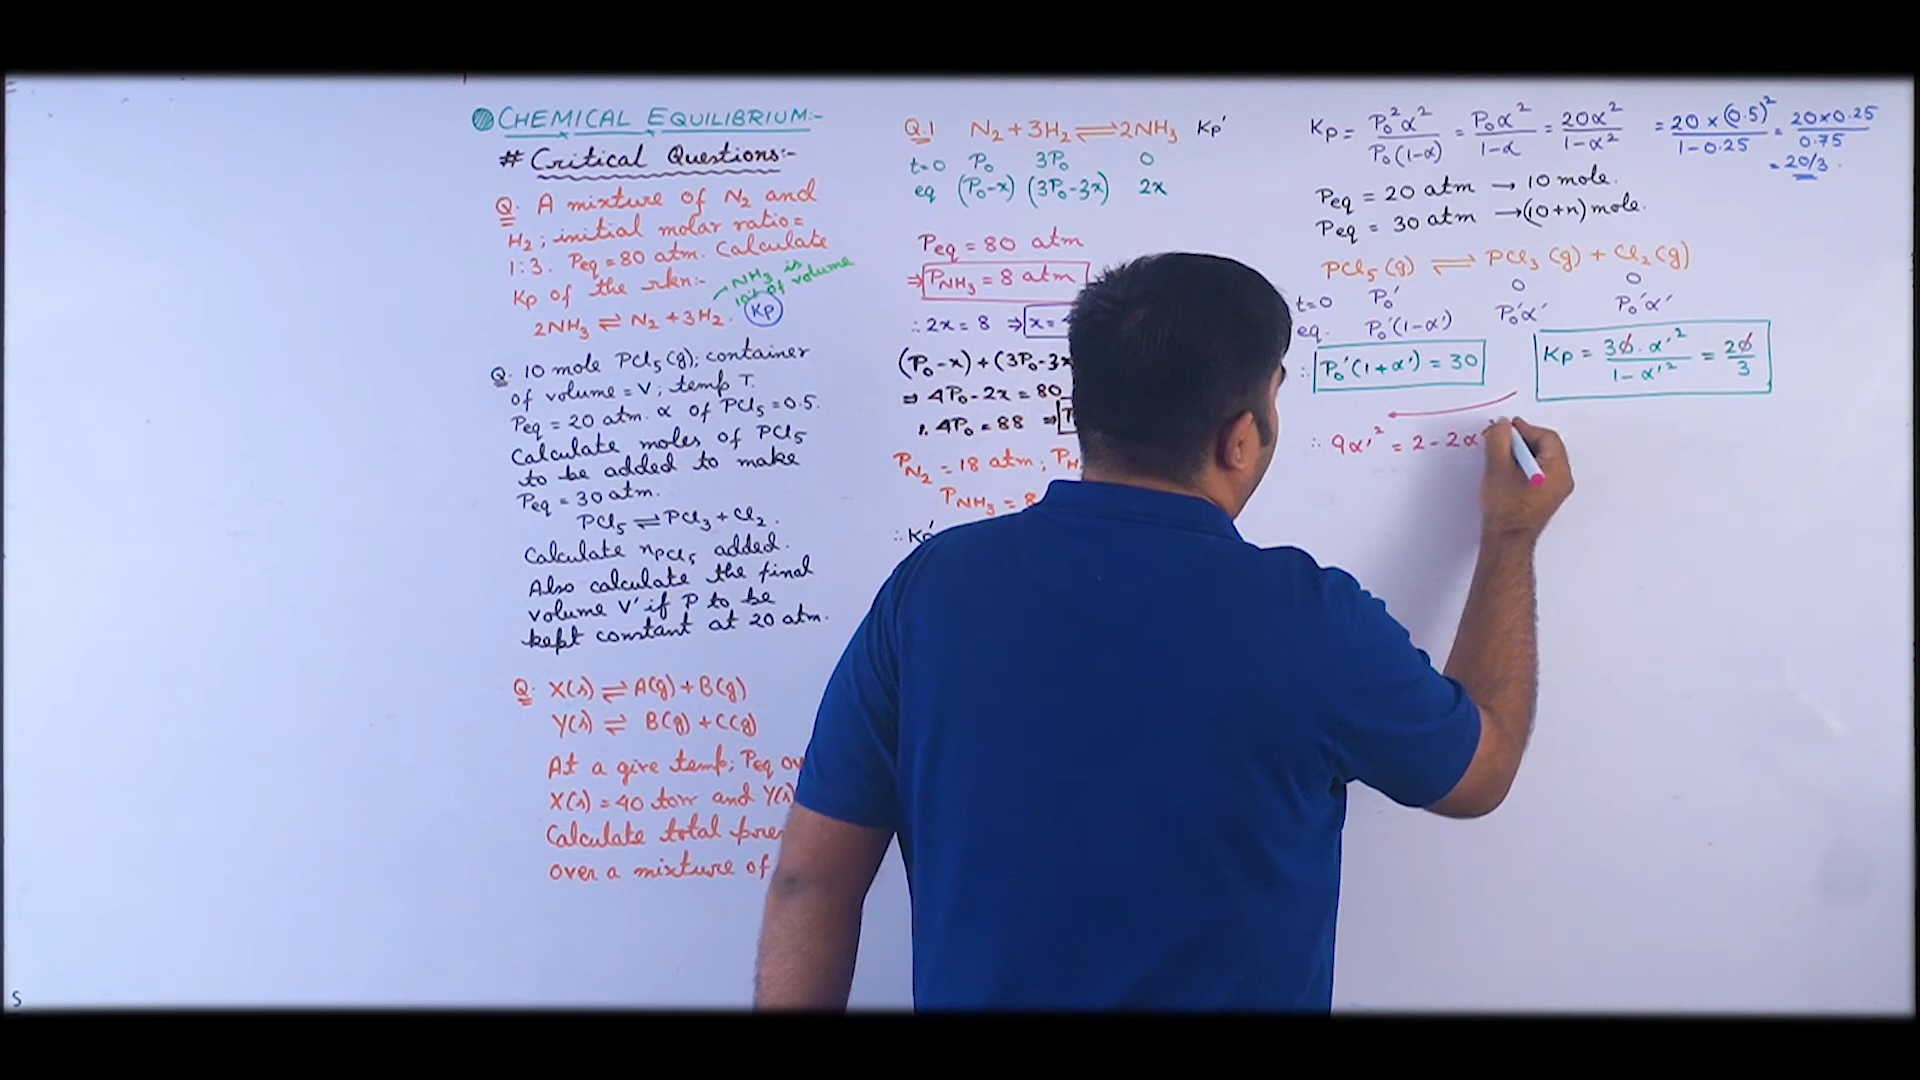 CHEMICAL EQUILIBRIUM:-
# Critical Questions:-
Q. A mixture of N₂ and
H₂; initial molar ratio=
1:3. Peq=80 atm. Calculate
Kp of the rkn:-
NH₃ is
of volume
2NH₃ ⇌ N₂ + 3H₂. Kp
Q. 10 mole PCl₅(g); container
of volume = V; temp T.
Peq = 20 atm. α of PCl₅ = 0.5.
Calculate moles of PCl₅
to be added to make
Peq = 30 atm.
PCl₅ ⇌ PCl₃ + Cl₂.
Calculate nPCl₅ added.
Also calculate the final
volume V' if P to be
kept constant at 20 atm.
Q. X(s) ⇌ A(g) + B(g)
Y(s) ⇌ B(g) + C(g)
At a give temp; Peq
X(s) = 40 torr and Y(s)
Calculate total
over a mixture of
Q.1 N₂ + 3H₂ ⇌ 2NH₃ Kp'
t=0 P₀ 3P₀ 0
eq (P₀-x) (3P₀-3x) 2x
Peq = 80 atm
⇒ PNH₃ = 8 atm
∴ 2x = 8 ⇒ x =
(P₀-x) + (3P₀-3x
⇒ 4P₀-2x = 80
4P₀ = 88 ⇒
PN₂ = 18 atm; PH
PNH₃ = 8
∴ Kp'
Kp = P₀²α²/P₀(1-α) = P₀α²/1-α = 20α²/1-α² = 20×(0.5)²/1-0.25 = 20×0.25/0.75
= 20/3.
Peq = 20 atm → 10 mole.
Peq = 30 atm → (10+n) mole.
PCl₅(g) ⇌ PCl₃(g) + Cl₂(g)
t=0 P₀' 0 0
eq. P₀'(1-α') P₀'α' P₀'α'
∴ P₀'(1+α') = 30
Kp = 30.α'²/1-α'² = 20/3
∴ 9α'² = 2-2α
S